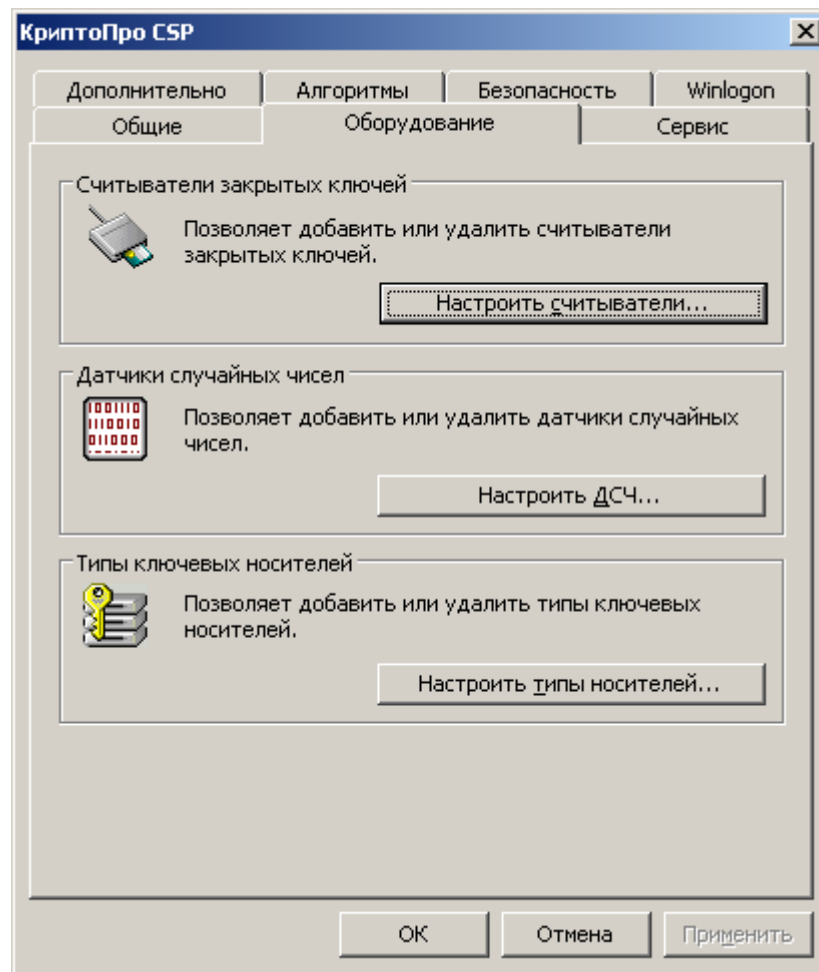 КриптоПро CSP
Дополнительно Алгоритмы Безопасность Winlogon
Общие Оборудование Сервис
Считыватели закрытых ключей
Позволяет добавить или удалить считыватели
закрытых ключей.
Настроить считыватели...
Датчики случайных чисел
Позволяет добавить или удалить датчики случайных
чисел.
Настроить ДСЧ...
Типы ключевых носителей
Позволяет добавить или удалить типы ключевых
носителей.
Настроить типы носителей...
ОК Отмена Применить